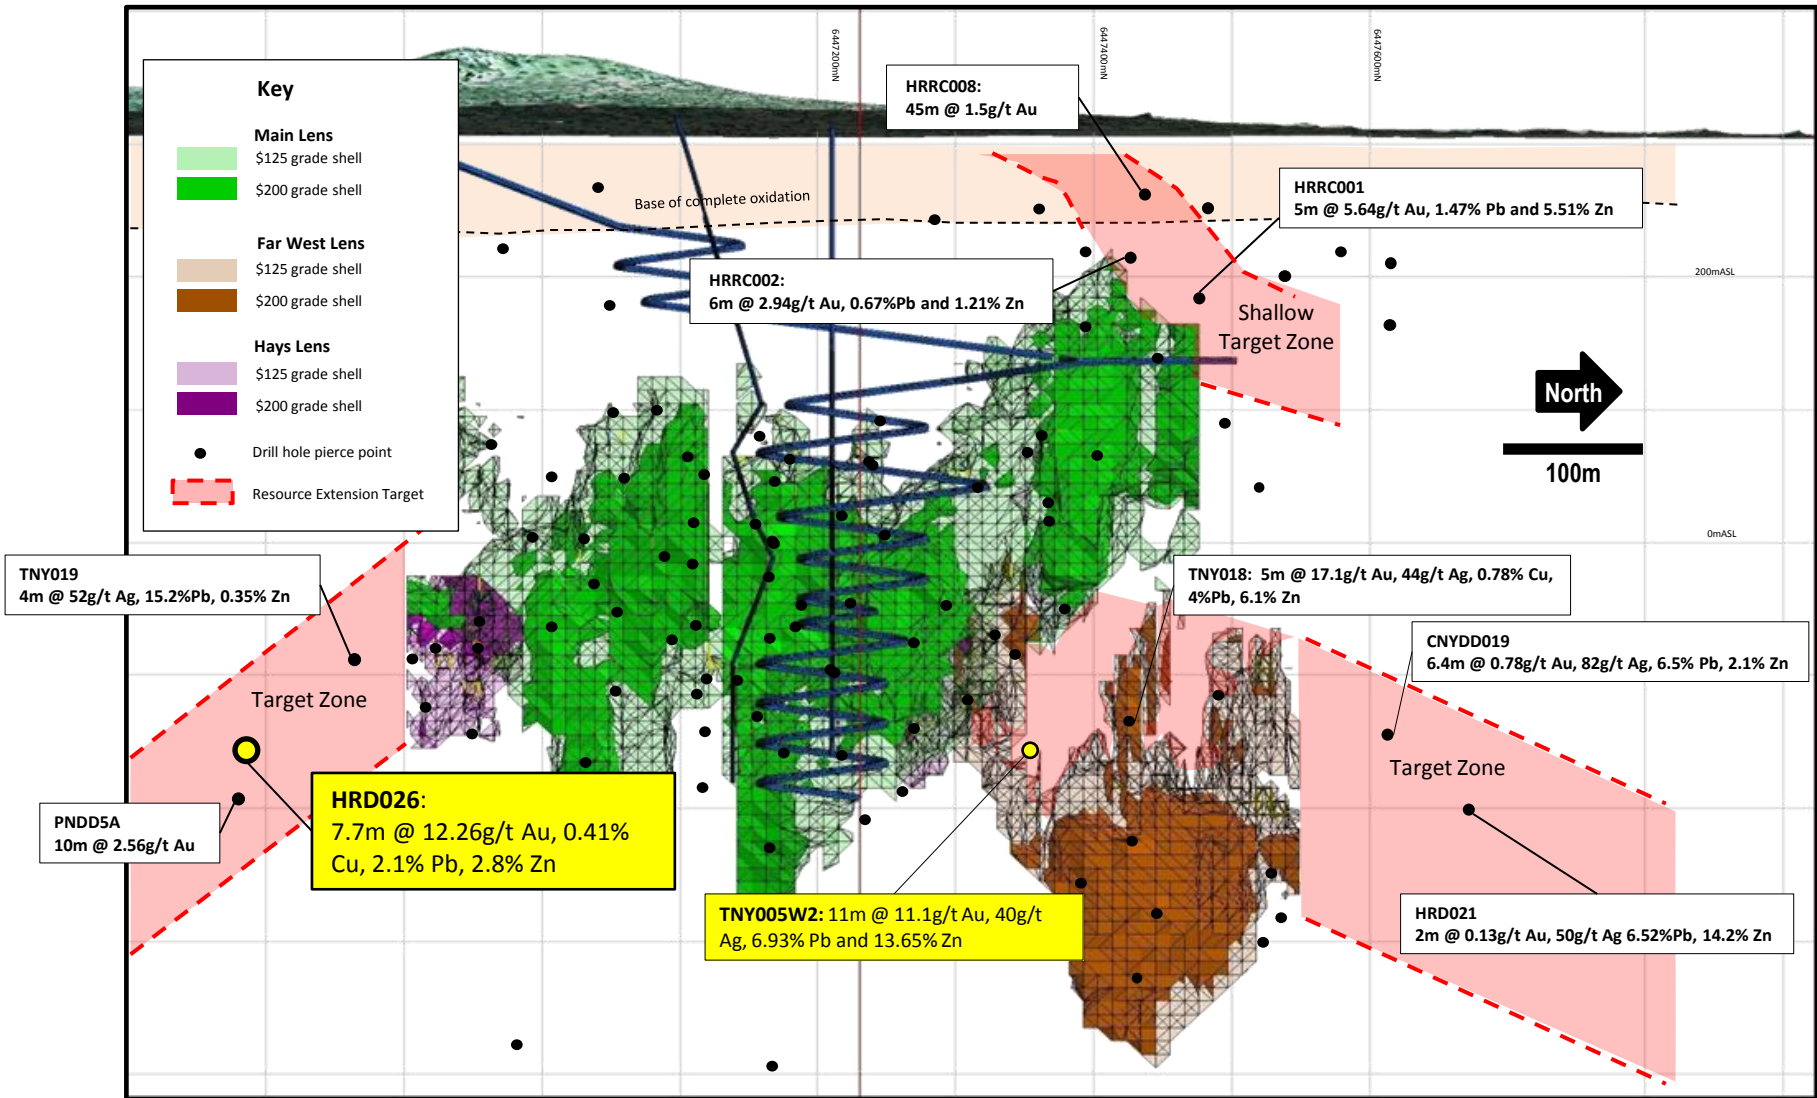 6447200mN
6447400mN
6447600mN
Key
Main Lens
$125 grade shell
$200 grade shell
Far West Lens
$125 grade shell
$200 grade shell
Hays Lens
$125 grade shell
$200 grade shell
Drill hole pierce point
Resource Extension Target
HRRC008:
45m @ 1.5g/t Au
Base of complete oxidation
HRRC001
5m @ 5.64g/t Au, 1.47% Pb and 5.51% Zn
HRRC002:
6m @ 2.94g/t Au, 0.67%Pb and 1.21% Zn
200mASL
Shallow
Target Zone
North
100m
0mASL
TNY019
4m @ 52g/t Ag, 15.2%Pb, 0.35% Zn
TNY018: 5m @ 17.1g/t Au, 44g/t Ag, 0.78% Cu,
4%Pb, 6.1% Zn
CNYDD019
6.4m @ 0.78g/t Au, 82g/t Ag, 6.5% Pb, 2.1% Zn
Target Zone
Target Zone
PNDD5A
10m @ 2.56g/t Au
HRD026:
7.7m @ 12.26g/t Au, 0.41%
Cu, 2.1% Pb, 2.8% Zn
TNY005W2: 11m @ 11.1g/t Au, 40g/t
Ag, 6.93% Pb and 13.65% Zn
HRD021
2m @ 0.13g/t Au, 50g/t Ag 6.52%Pb, 14.2% Zn